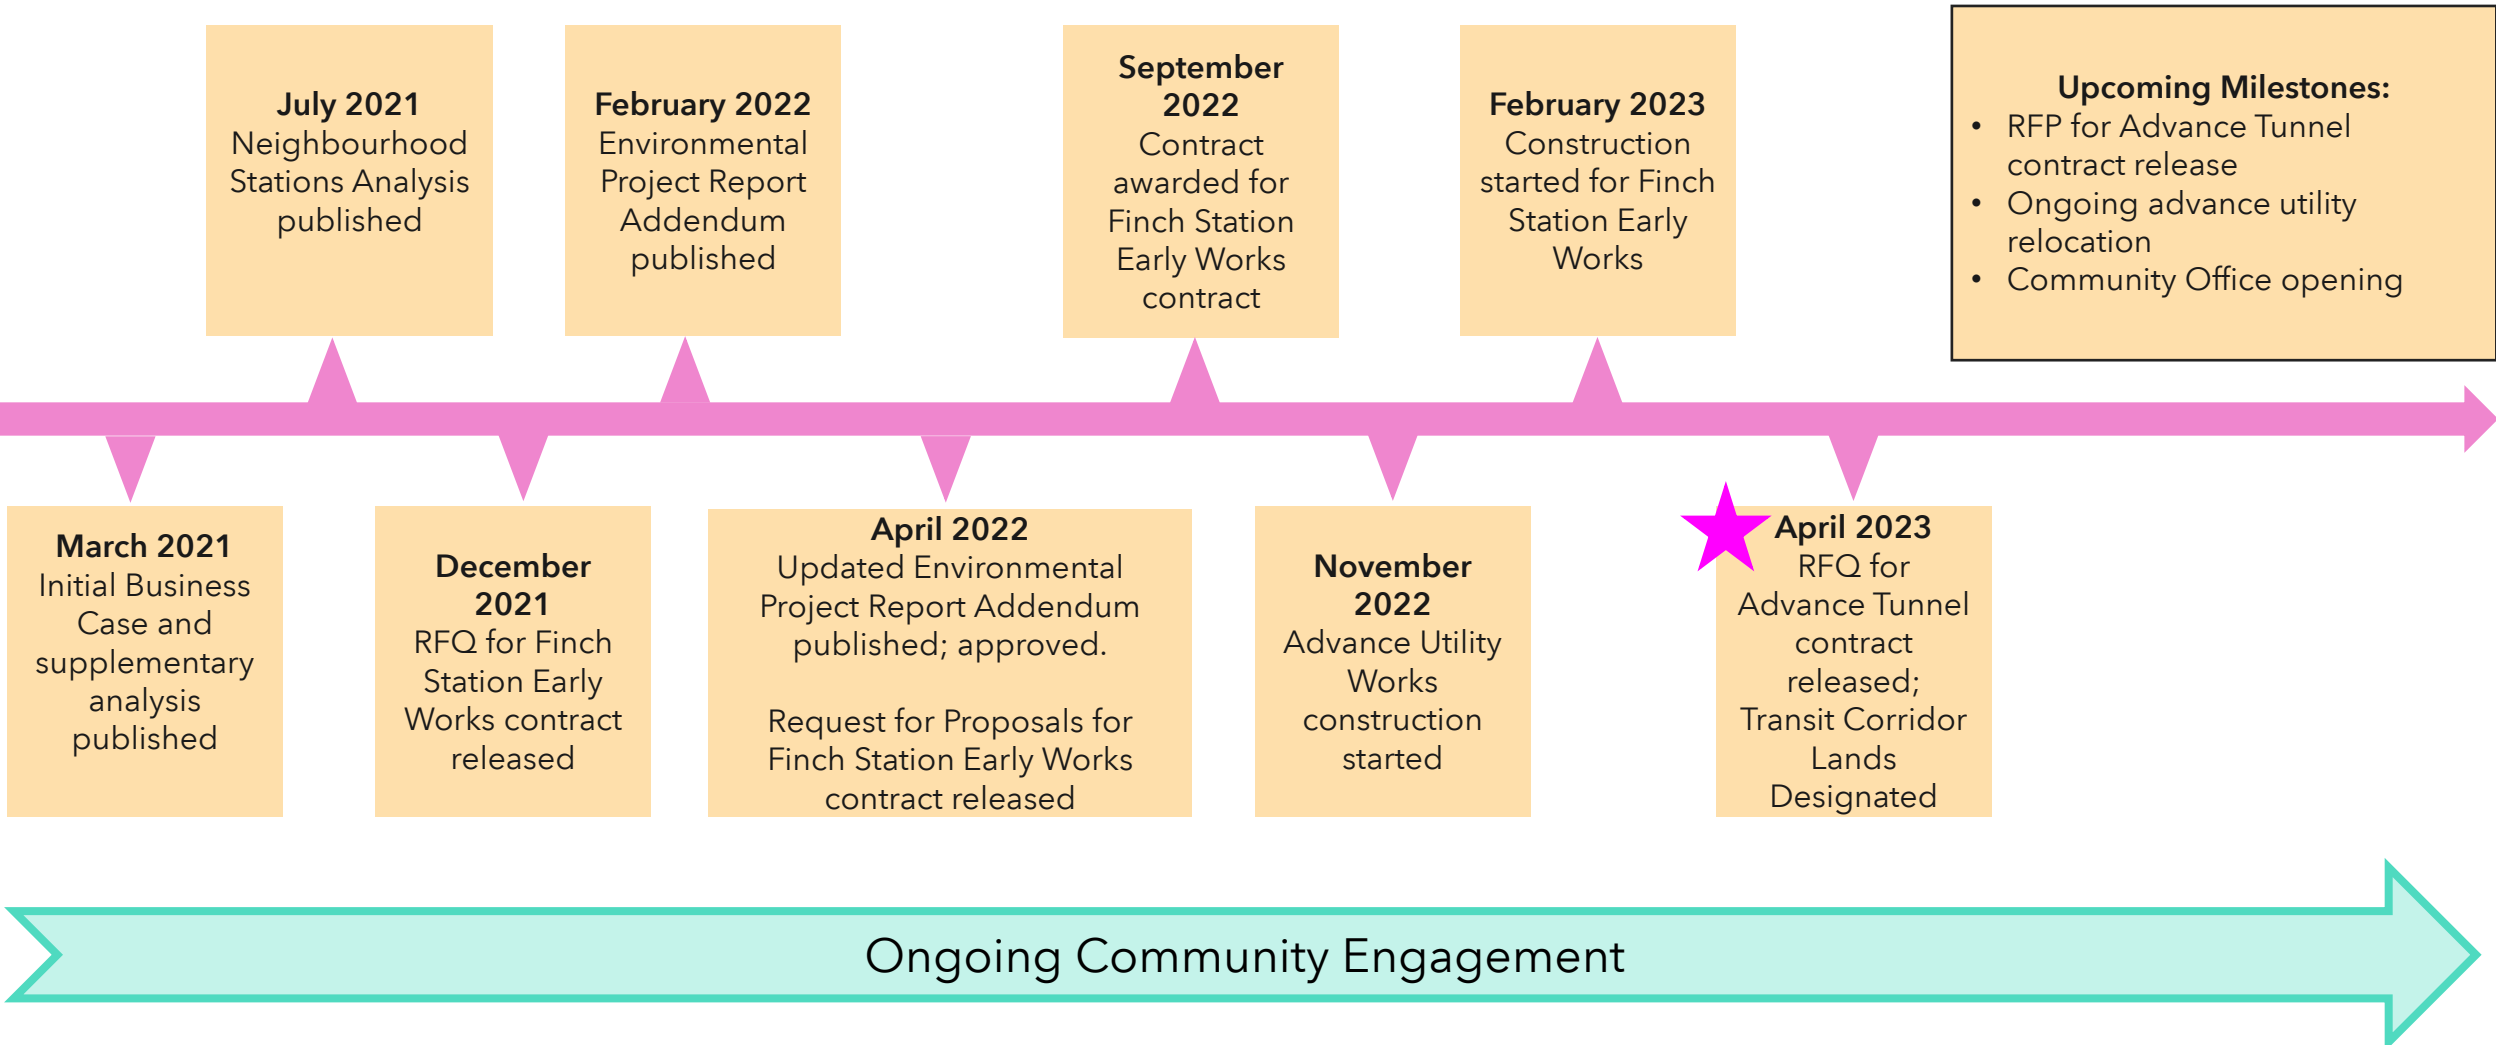 July 2021
Neighbourhood
Stations Analysis
published
February 2022
Environmental
Project Report
Addendum
published
September
2022
Contract
awarded for
Finch Station
Early Works
contract
February 2023
Construction
started for Finch
Station Early
Works
Upcoming Milestones:
• RFP for Advance Tunnel
contract release
• Ongoing advance utility
relocation
• Community Office opening
March 2021
Initial Business
Case and
supplementary
analysis
published
December
2021
RFQ for Finch
Station Early
Works contract
released
April 2022
Updated Environmental
Project Report Addendum
published; approved.
Request for Proposals for
Finch Station Early Works
contract released
November
2022
Advance Utility
Works
construction
started
April 2023
RFQ for
Advance Tunnel
contract
released;
Transit Corridor
Lands
Designated
Ongoing Community Engagement